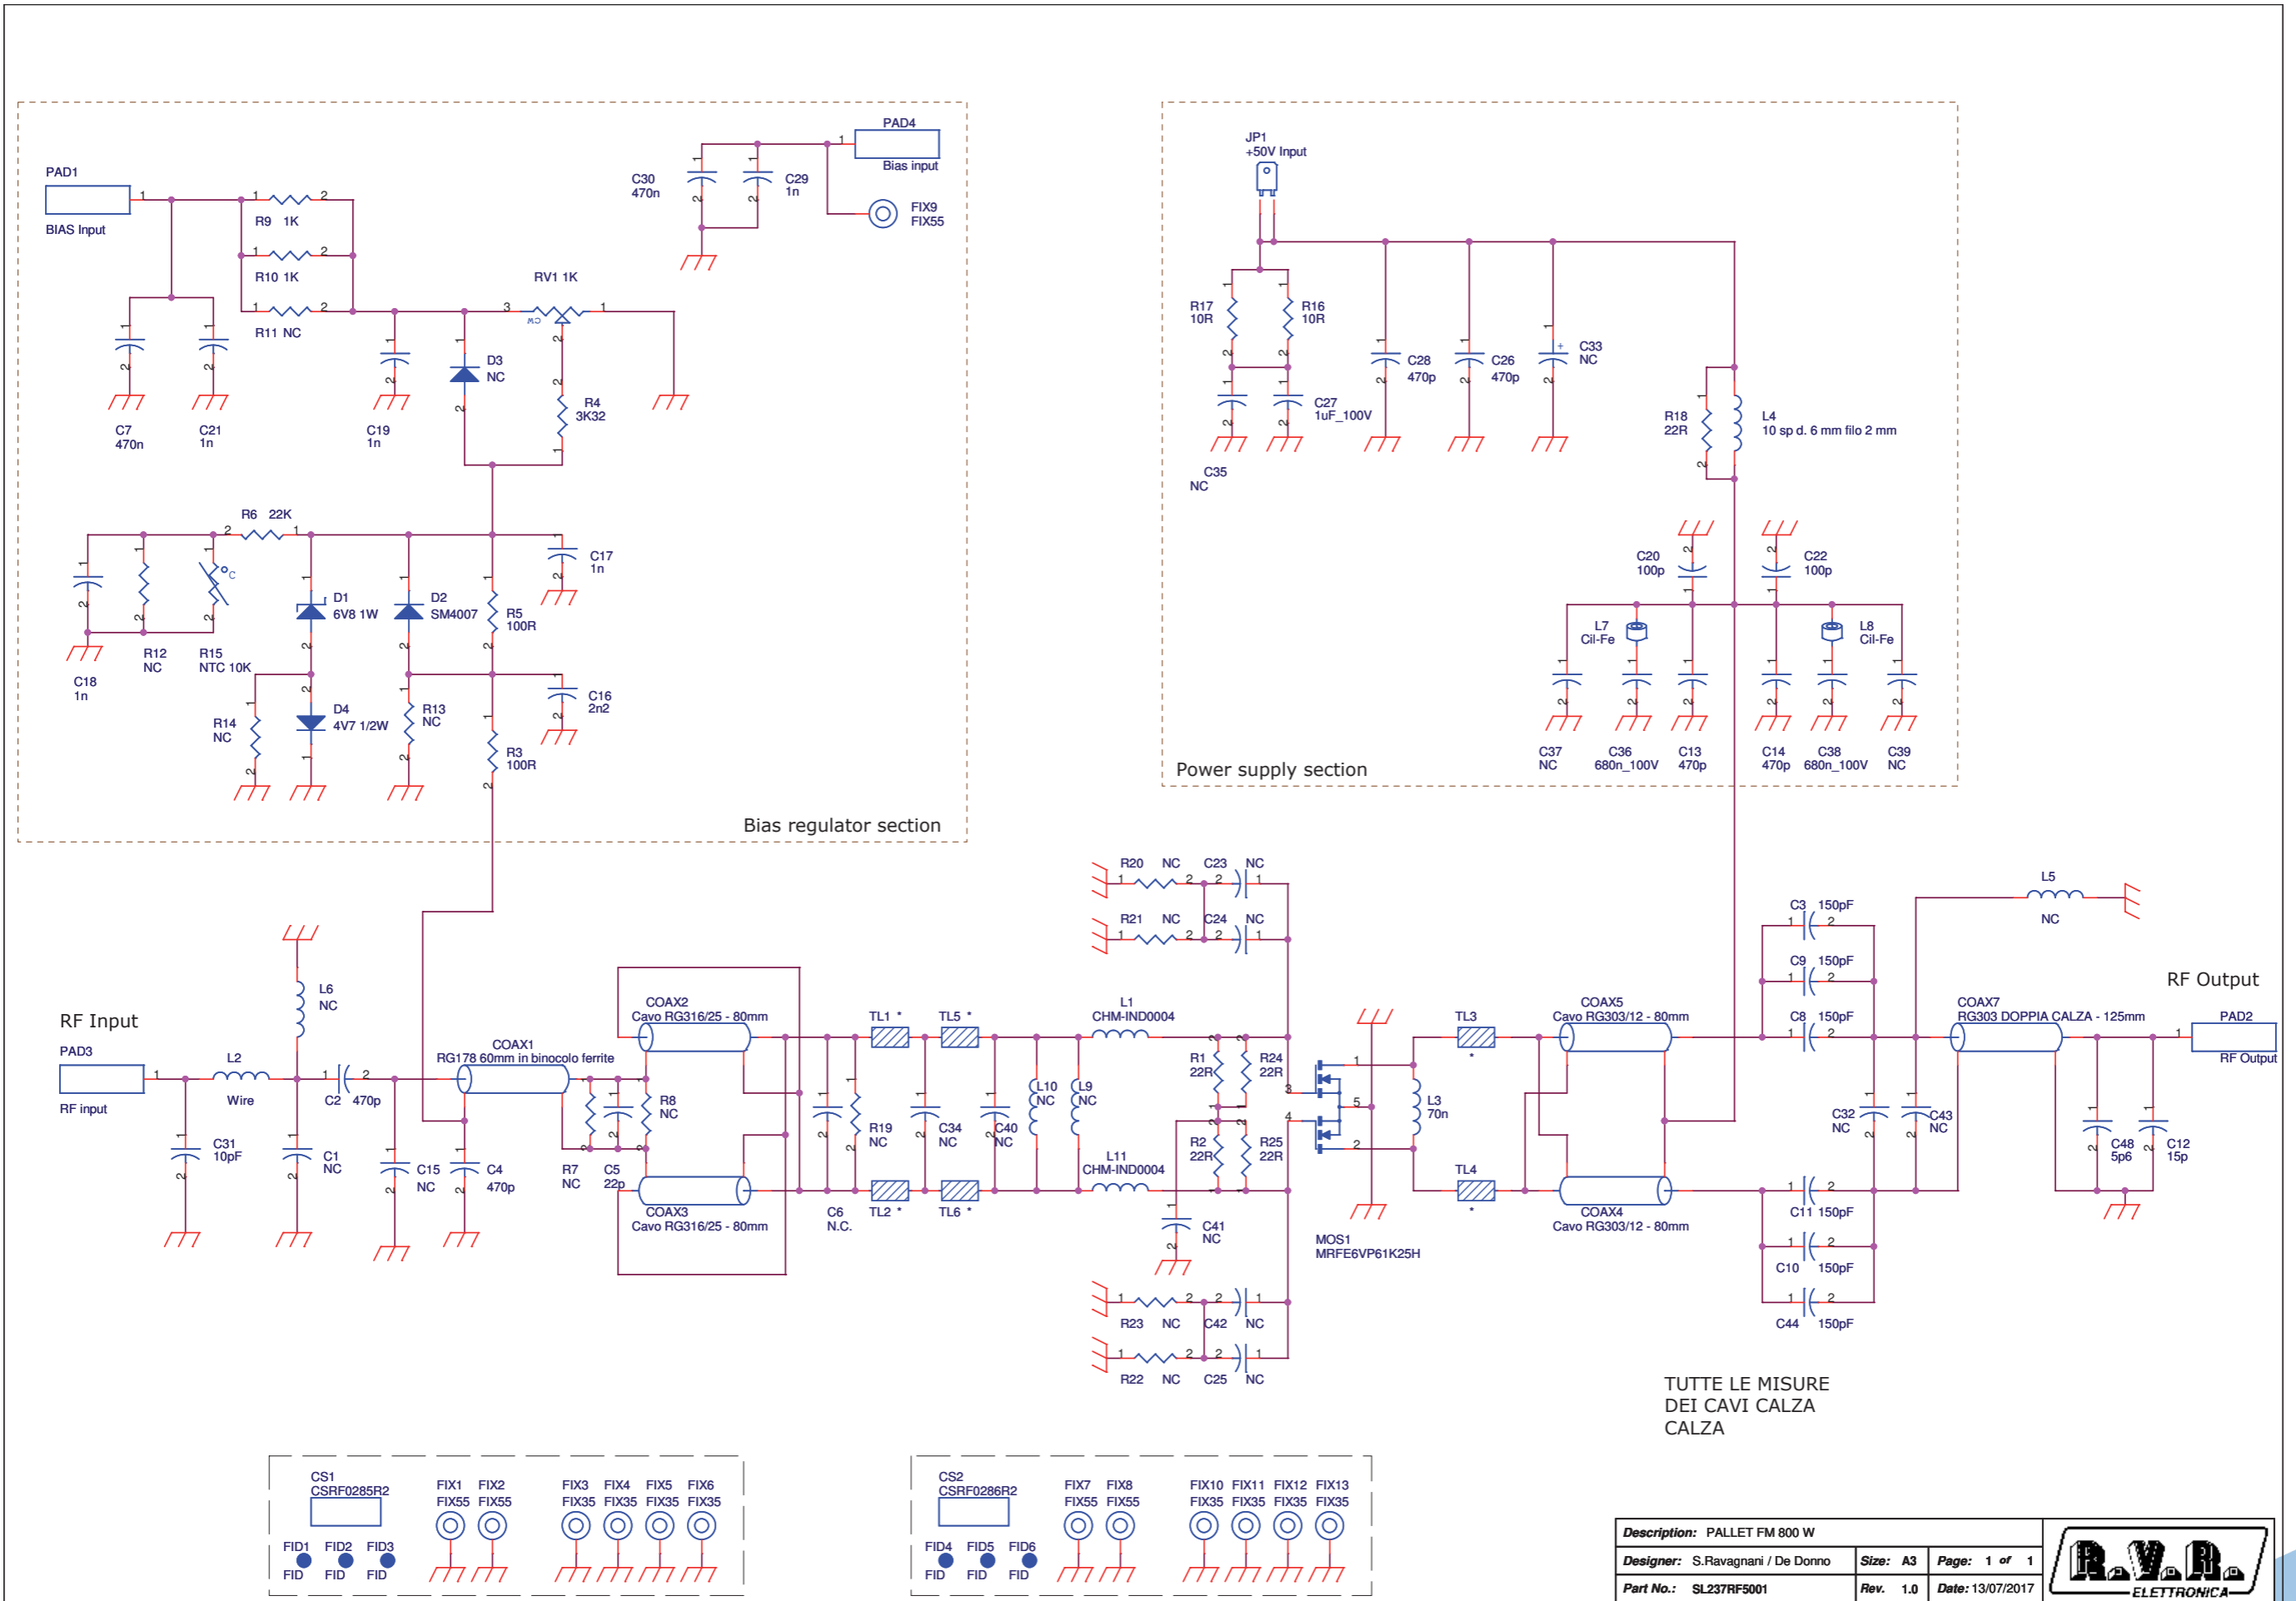 PAD1
BIAS Input
R9 1K
R10 1K
R11 NC
C7
470n
C21
1n
C19
1n
D3
NC
RV1 1K
CW
R4
3K32
C30
470n
C29
1n
PAD4
Bias input
FIX9
FIX55
R6 22K
°C
C18
1n
R12
NC
R15
NTC 10K
D1
6V8 1W
D2
SM4007
R5
100R
C17
1n
R14
NC
D4
4V7 1/2W
R13
NC
C16
2n2
R3
100R
Bias regulator section
JP1
+50V Input
R17
10R
R16
10R
C28
470p
C26
470p
C33
NC
C27
1uF_100V
C35
NC
R18
22R
L4
10 sp d. 6 mm filo 2 mm
C20
100p
C22
100p
L7
Cil-Fe
L8
Cil-Fe
C37
NC
C36
680n_100V
C13
470p
C14
470p
C38
680n_100V
C39
NC
Power supply section
RF Input
PAD3
RF input
L2
Wire
L6
NC
C31
10pF
C1
NC
C2 470p
C15
NC
C4
470p
COAX1
RG178 60mm in binocolo ferrite
R7
NC
C5
22p
R8
NC
COAX2
Cavo RG316/25 - 80mm
COAX3
Cavo RG316/25 - 80mm
C6
N.C.
R19
NC
TL1 *
TL5 *
TL2 *
TL6 *
C34
NC
C40
NC
L10
NC
L9
NC
L1
CHM-IND0004
L11
CHM-IND0004
R20 NC C23 NC
R21 NC C24 NC
R1
22R
R24
22R
R2
22R
R25
22R
C41
NC
R23 NC C42 NC
R22 NC C25 NC
MOS1
MRFE6VP61K25H
L3
70n
TL3
*
TL4
*
COAX5
Cavo RG303/12 - 80mm
COAX4
Cavo RG303/12 - 80mm
C3 150pF
C9 150pF
C8 150pF
C11 150pF
C10 150pF
C44 150pF
C32
NC
C43
NC
L5
NC
COAX7
RG303 DOPPIA CALZA - 125mm
C48
5p6
C12
15p
RF Output
PAD2
RF Output
TUTTE LE MISURE
DEI CAVI CALZA
CALZA
CS1
CSRF0285R2
FID1 FID2 FID3
FID FID FID
FIX1 FIX2 FIX3 FIX4 FIX5 FIX6
FIX55 FIX55 FIX35 FIX35 FIX35 FIX35
CS2
CSRF0286R2
FID4 FID5 FID6
FID FID FID
FIX7 FIX8 FIX10 FIX11 FIX12 FIX13
FIX55 FIX55 FIX35 FIX35 FIX35 FIX35
Description: PALLET FM 800 W
Designer: S.Ravagnani / De Donno Size: A3 Page: 1 of 1
Part No.: SL237RF5001 Rev. 1.0 Date: 13/07/2017
R.V.R.
ELETTRONICA